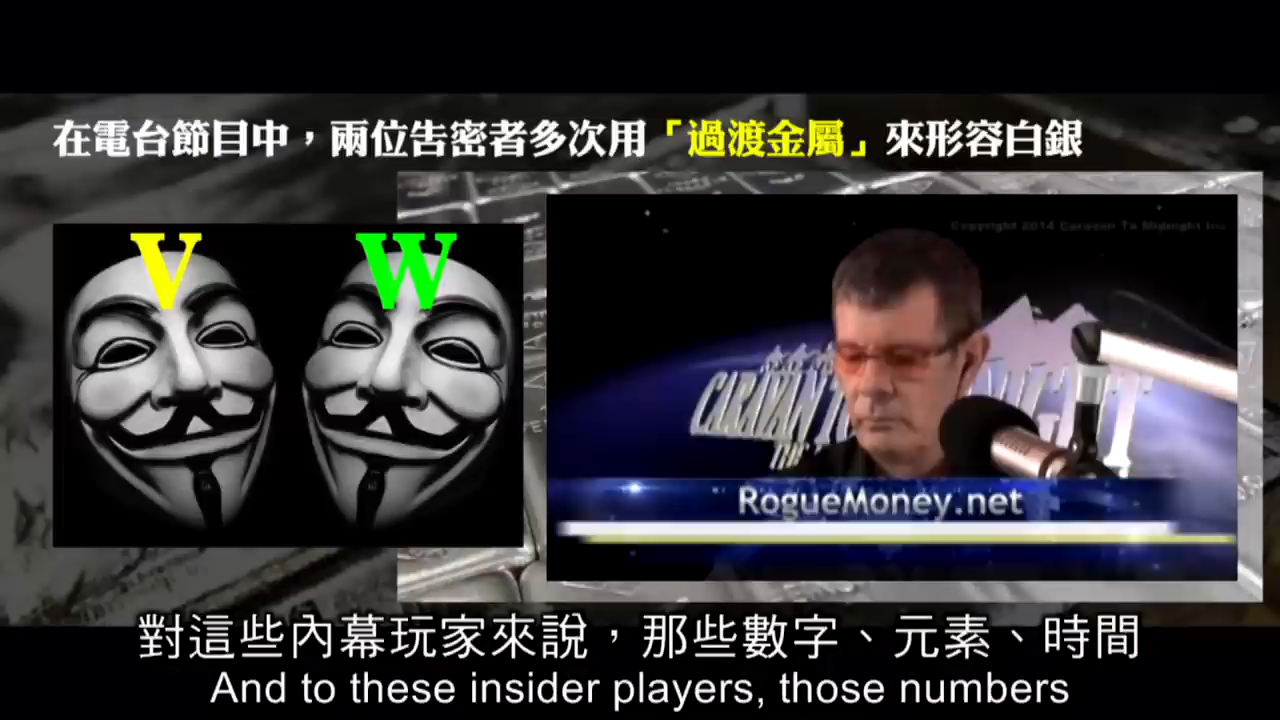 在電台節目中，兩位告密者多次用「過渡金屬」來形容白銀
V W
Copyright 2014 Caravan To Midnight Inc
CARAVAN TO
RogueMoney.net
對這些內幕玩家來說，那些數字、元素、時間
And to these insider players, those numbers